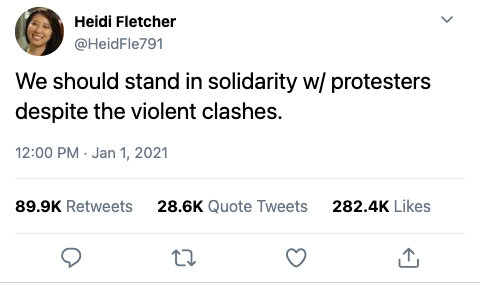 Heidi Fletcher
@HeidFle791
We should stand in solidarity w/ protesters
despite the violent clashes.
12:00 PM · Jan 1, 2021
89.9K Retweets 28.6K Quote Tweets 282.4K Likes